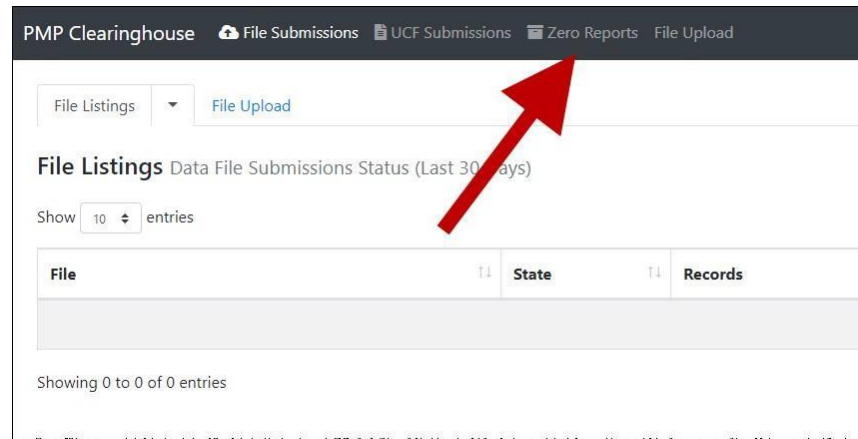 PMP Clearinghouse File Submissions UCF Submissions Zero Reports File Upload
File Listings File Upload
File Listings Data File Submissions Status (Last 30 ays)
Show 10 entries
File State Records
Showing 0 to 0 of 0 entries